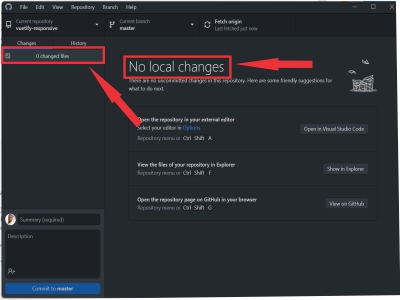 File Edit View Repository Branch Help
Current repository
vuetify-responsive
Current branch
master
Fetch origin
Last fetched just now
Changes
History
0 changed files
No local changes
There are no uncommitted changes in this repository. Here are some friendly suggestions for
what to do next.
Open the repository in your external editor
Select your editor in Options
Repository menu or Ctrl Shift A
Open in Visual Studio Code
View the files of your repository in Explorer
Repository menu or Ctrl Shift F
Show in Explorer
Open the repository page on GitHub in your browser
Repository menu or Ctrl Shift G
View on GitHub
Summary (required)
Description
Commit to master